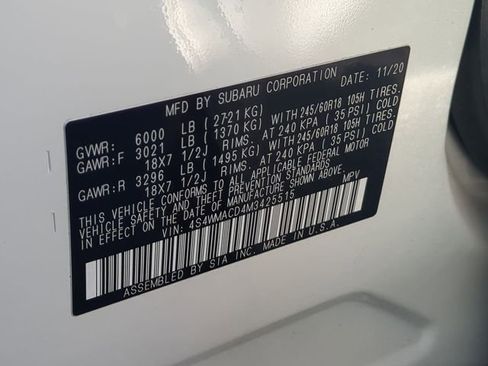 MFD BY SUBARU CORPORATION DATE: 11/20
GVWR: 6000 LB (2721 KG)
GAWR:F 3021 LB (1370 KG) WITH 245/60R18 105H TIRES.
18X7 1/2J RIMS. AT 240 KPA (35 PSI) COLD
GAWR:R 3296 LB (1495 KG) WITH 245/60R18 105H TIRES.
18X7 1/2J RIMS. AT 240 KPA (35 PSI) COLD
THIS VEHICLE CONFORMS TO ALL APPLICABLE FEDERAL MOTOR
VEHICLE SAFETY AND THEFT PREVENTION STANDARDS
IN EFFECT ON THE DATE OF MANUFACTURE SHOWN ABOVE.
VIN: 4S4WMACD4M3425515 MPV
ASSEMBLED BY SIA INC. MADE IN U.S.A.